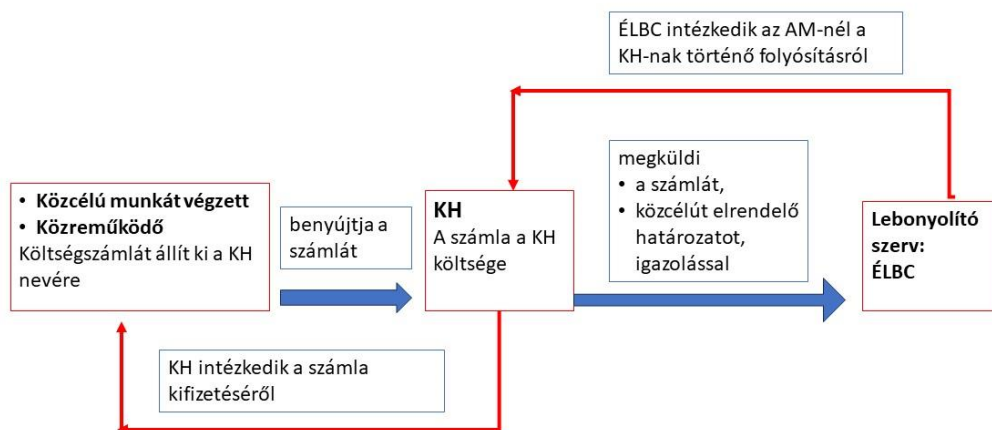 ÉLBC intézkedik az AM-nél a
KH-nak történő folyósításról
• Közcélú munkát végzett
• Közreműködő
Költségszámlát állít ki a KH
nevére
benyújtja a
számlát
KH
A számla a KH
költsége
megküldi
• a számlát,
• közcélút elrendelő
határozatot,
igazolással
Lebonyolító
szerv:
ÉLBC
KH intézkedik a számla
kifizetéséről